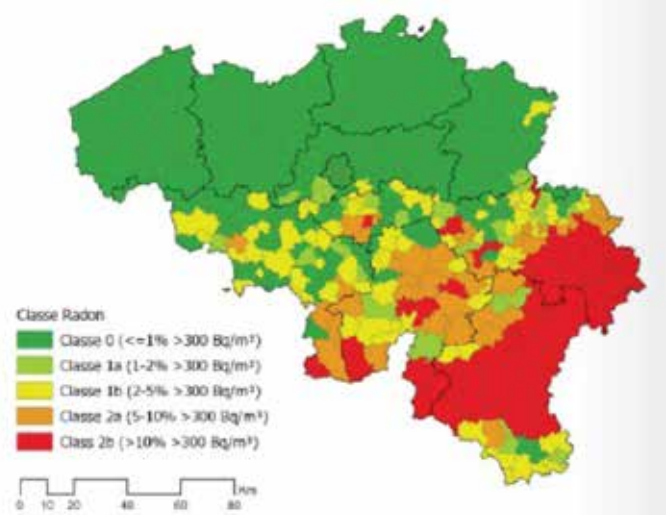 Classe Radon
Classe 0 (<=1% >300 Bq/m³)
Classe 1a (1-2% >300 Bq/m³)
Classe 1b (2-5% >300 Bq/m³)
Classe 2a (5-10% >300 Bq/m³)
Class 2b (>10% >300 Bq/m³)
0 10 20 40 60 80 Km